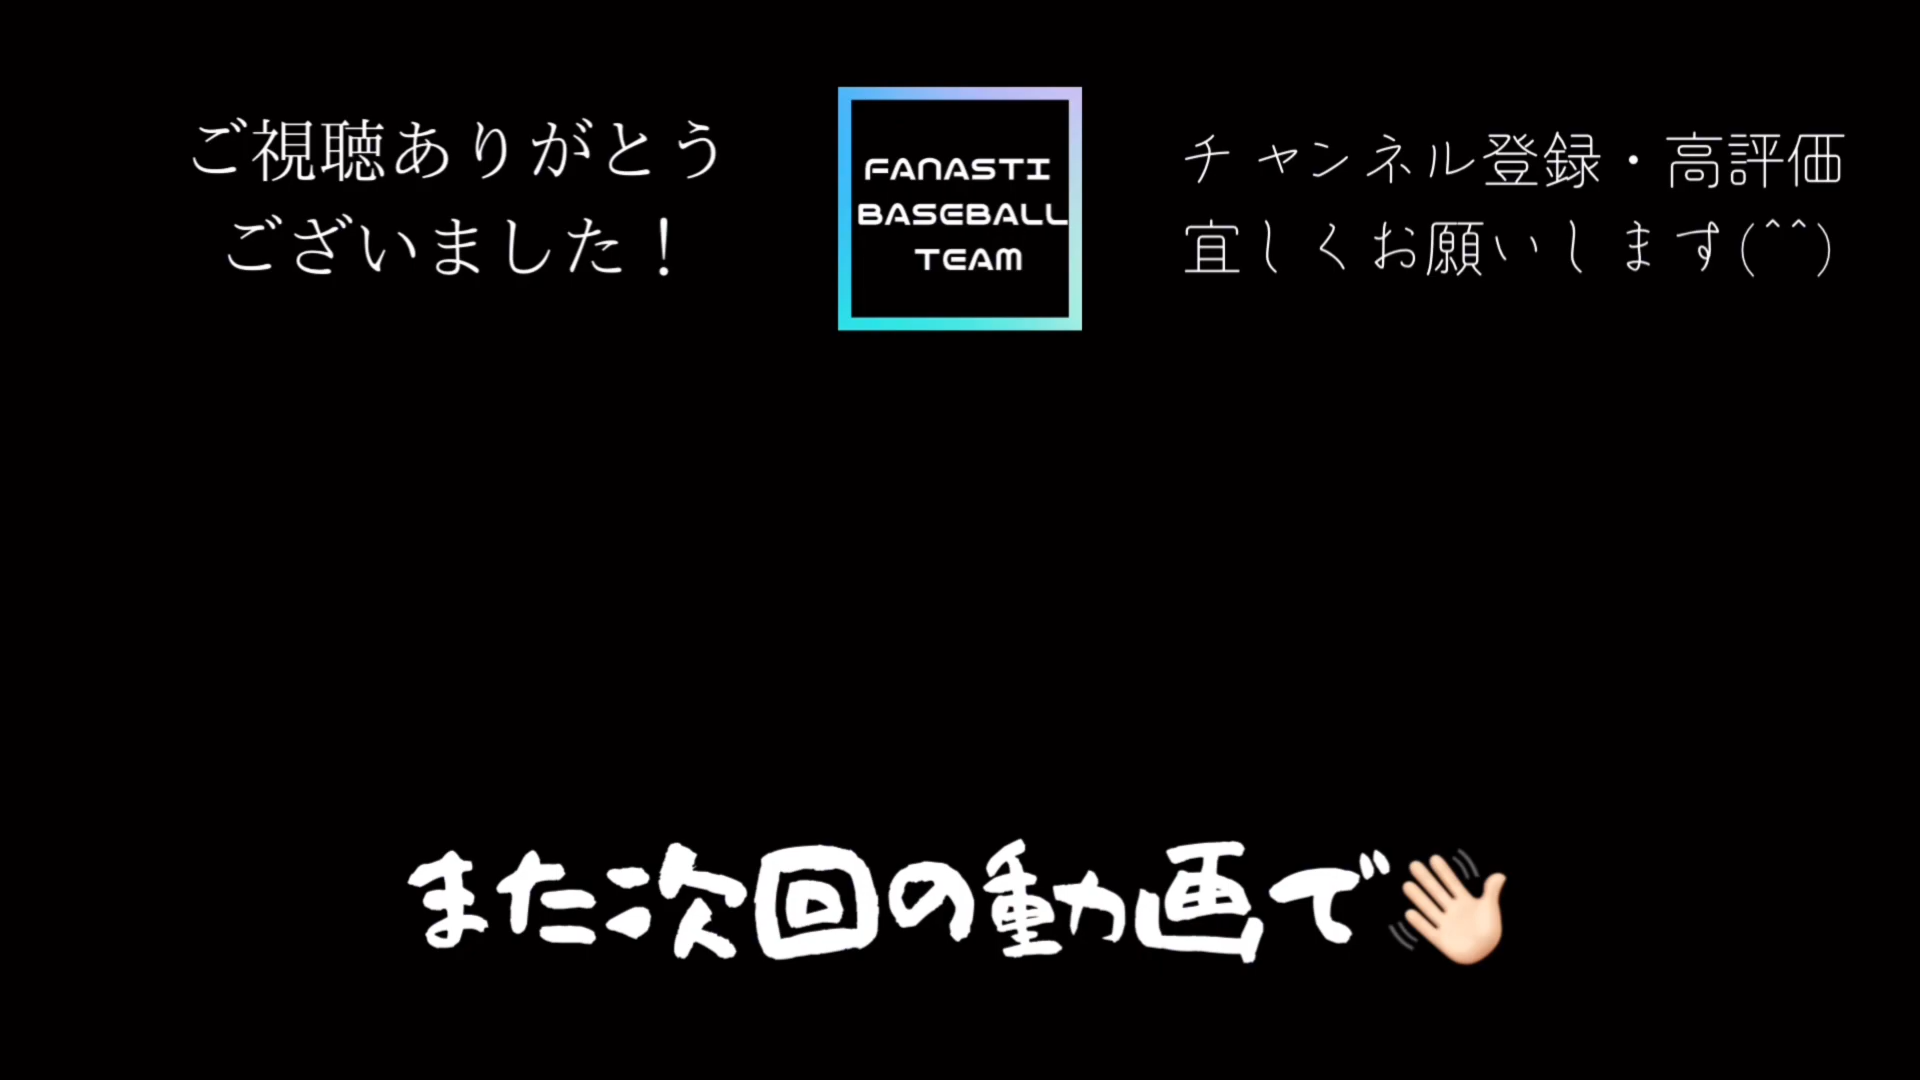 ご視聴ありがとう
ございました！
FANASTI
BASEBALL
TEAM
チャンネル登録・高評価
宜しくお願いします(^^)
また次回の動画で👋🏻